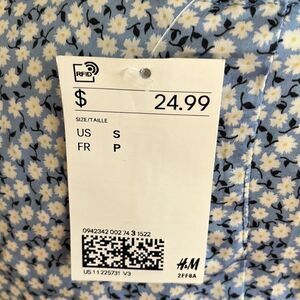 RFID
$ 24.99
SIZE/TAILLE
US S
FR P
0942342 002 74 3 1522
H&M
US 1 1 225731 V3
2FF8A